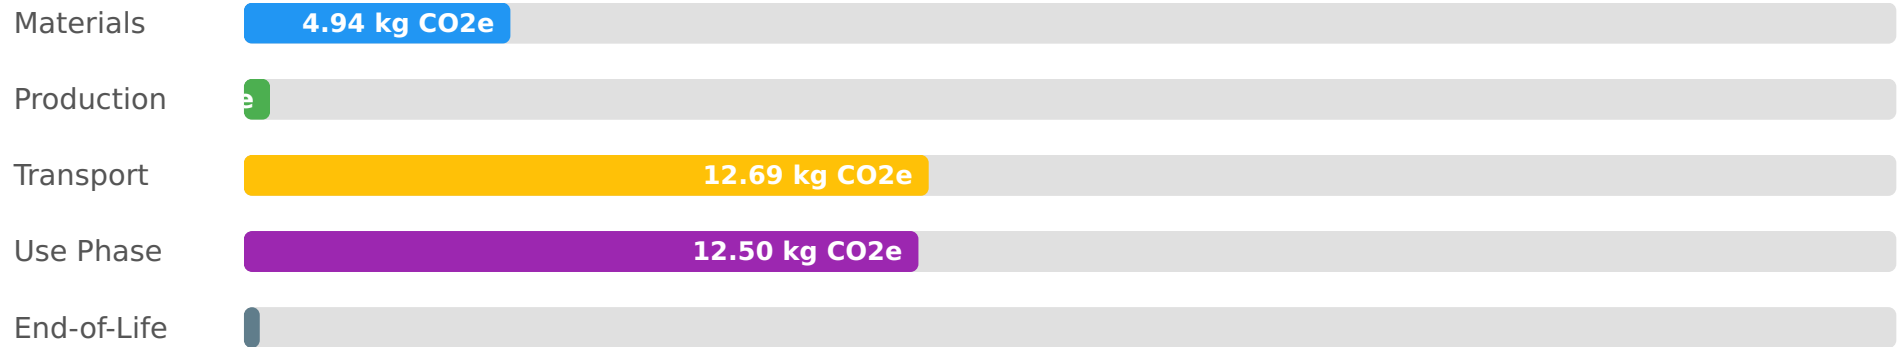 Materials 4.94 kg CO2e
Production e
Transport 12.69 kg CO2e
Use Phase 12.50 kg CO2e
End-of-Life